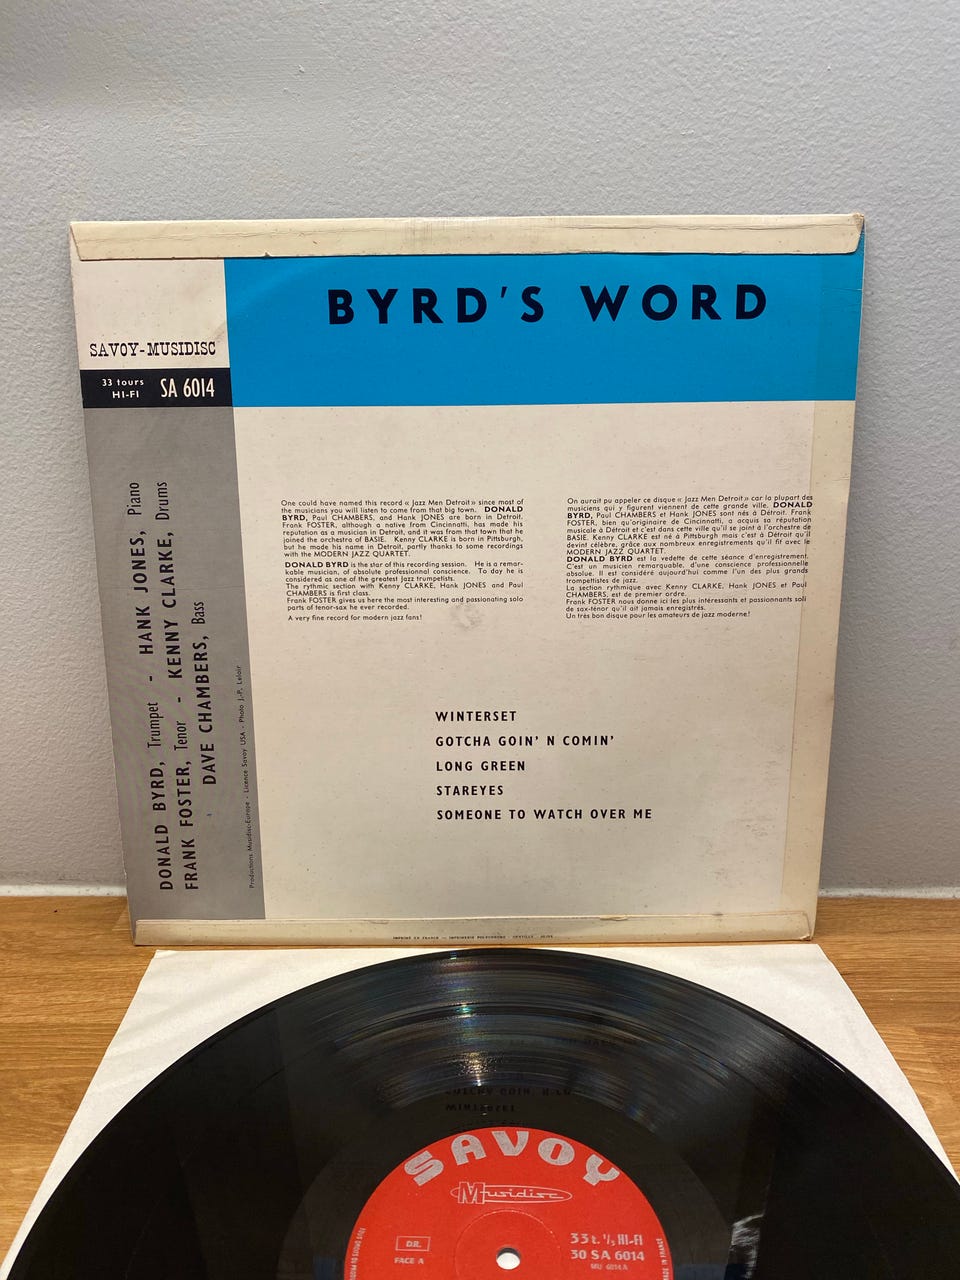 BYRD'S WORD
SAVOY-MUSIDISC
33 tours
HI-FI
SA 6014
DONALD BYRD, Trumpet - HANK JONES, Piano
FRANK FOSTER, Tenor - KENNY CLARKE, Drums
DAVE CHAMBERS, Bass
Productions Musidisc-Europe - Licence Savoy USA - Photo J.-P. Leloir
One could have named this record « Jazz Men Detroit » since most of
the musicians you will listen to come from that big town. DONALD
BYRD, Paul CHAMBERS, and Hank JONES are born in Detroit.
Frank FOSTER, although a native from Cincinnatti, has made his
reputation as a musician in Detroit, and it was from that town that he
joined the orchestra of BASIE. Kenny CLARKE is born in Pittsburgh,
but he made his name in Detroit, partly thanks to some recordings
with the MODERN JAZZ QUARTET.
DONALD BYRD is the star of this recording session. He is a remar-
kable musician, of absolute professionnal conscience. To day he is
considered as one of the greatest Jazz trumpetists.
The rythmic section with Kenny CLARKE, Hank JONES and Paul
CHAMBERS is first class.
Frank FOSTER gives us here the most interesting and passionating solo
parts of tenor-sax he ever recorded.
A very fine record for modern jazz fans!
On aurait pu appeler ce disque « Jazz Men Detroit » car la plupart des
musiciens qui y figurent viennent de cette grande ville. DONALD
BYRD, Paul CHAMBERS et Hank JONES sont nés à Détroit. Frank
FOSTER, bien qu'originaire de Cincinnati, a acquis sa réputation
musicale à Détroit et c'est dans cette ville qu'il se joint à l'orchestre de
BASIE. Kenny CLARKE est né à Pittsburgh mais c'est à Détroit qu'il
devint célèbre, grâce aux nombreux enregistrements qu'il fit avec le
MODERN JAZZ QUARTET.
DONALD BYRD est la vedette de cette séance d'enregistrement.
C'est un musicien remarquable, d'une conscience professionnelle
absolue. Il est considéré aujourd'hui comme l'un des plus grands
trompettistes de jazz.
La section rythmique avec Kenny CLARKE, Hank JONES et Paul
CHAMBERS, est de premier ordre.
Frank FOSTER nous donne ici les plus intéressants et passionnants soli
de sax-ténor qu'il ait jamais enregistrés.
Un très bon disque pour les amateurs de jazz moderne!
WINTERSET
GOTCHA GOIN' N COMIN'
LONG GREEN
STAREYES
SOMEONE TO WATCH OVER ME
IMPRIMÉ EN FRANCE — IMPRIMERIE
SAVOY
Musidisc
D.R.
FACE A
33 t. 1/3 HI-FI
30 SA 6014
MU 6014 A